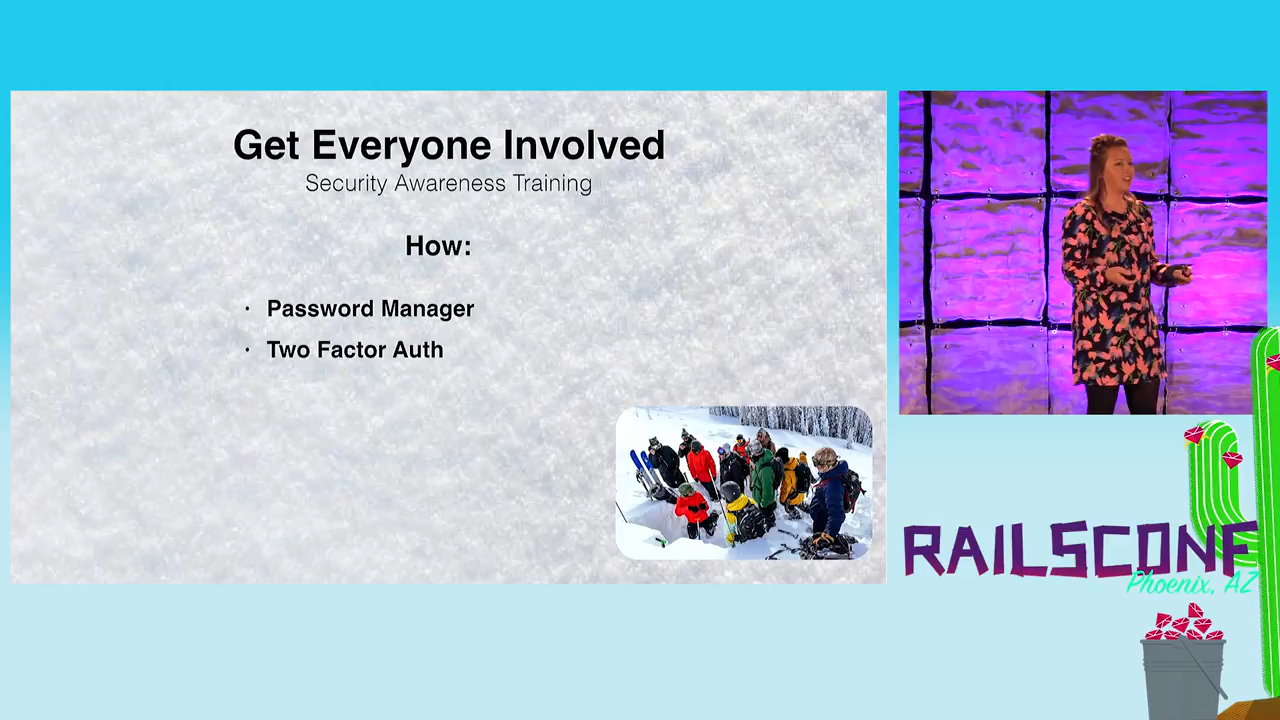 Get Everyone Involved
Security Awareness Training
How:
· Password Manager
· Two Factor Auth
RAILSCONF
Phoenix, AZ